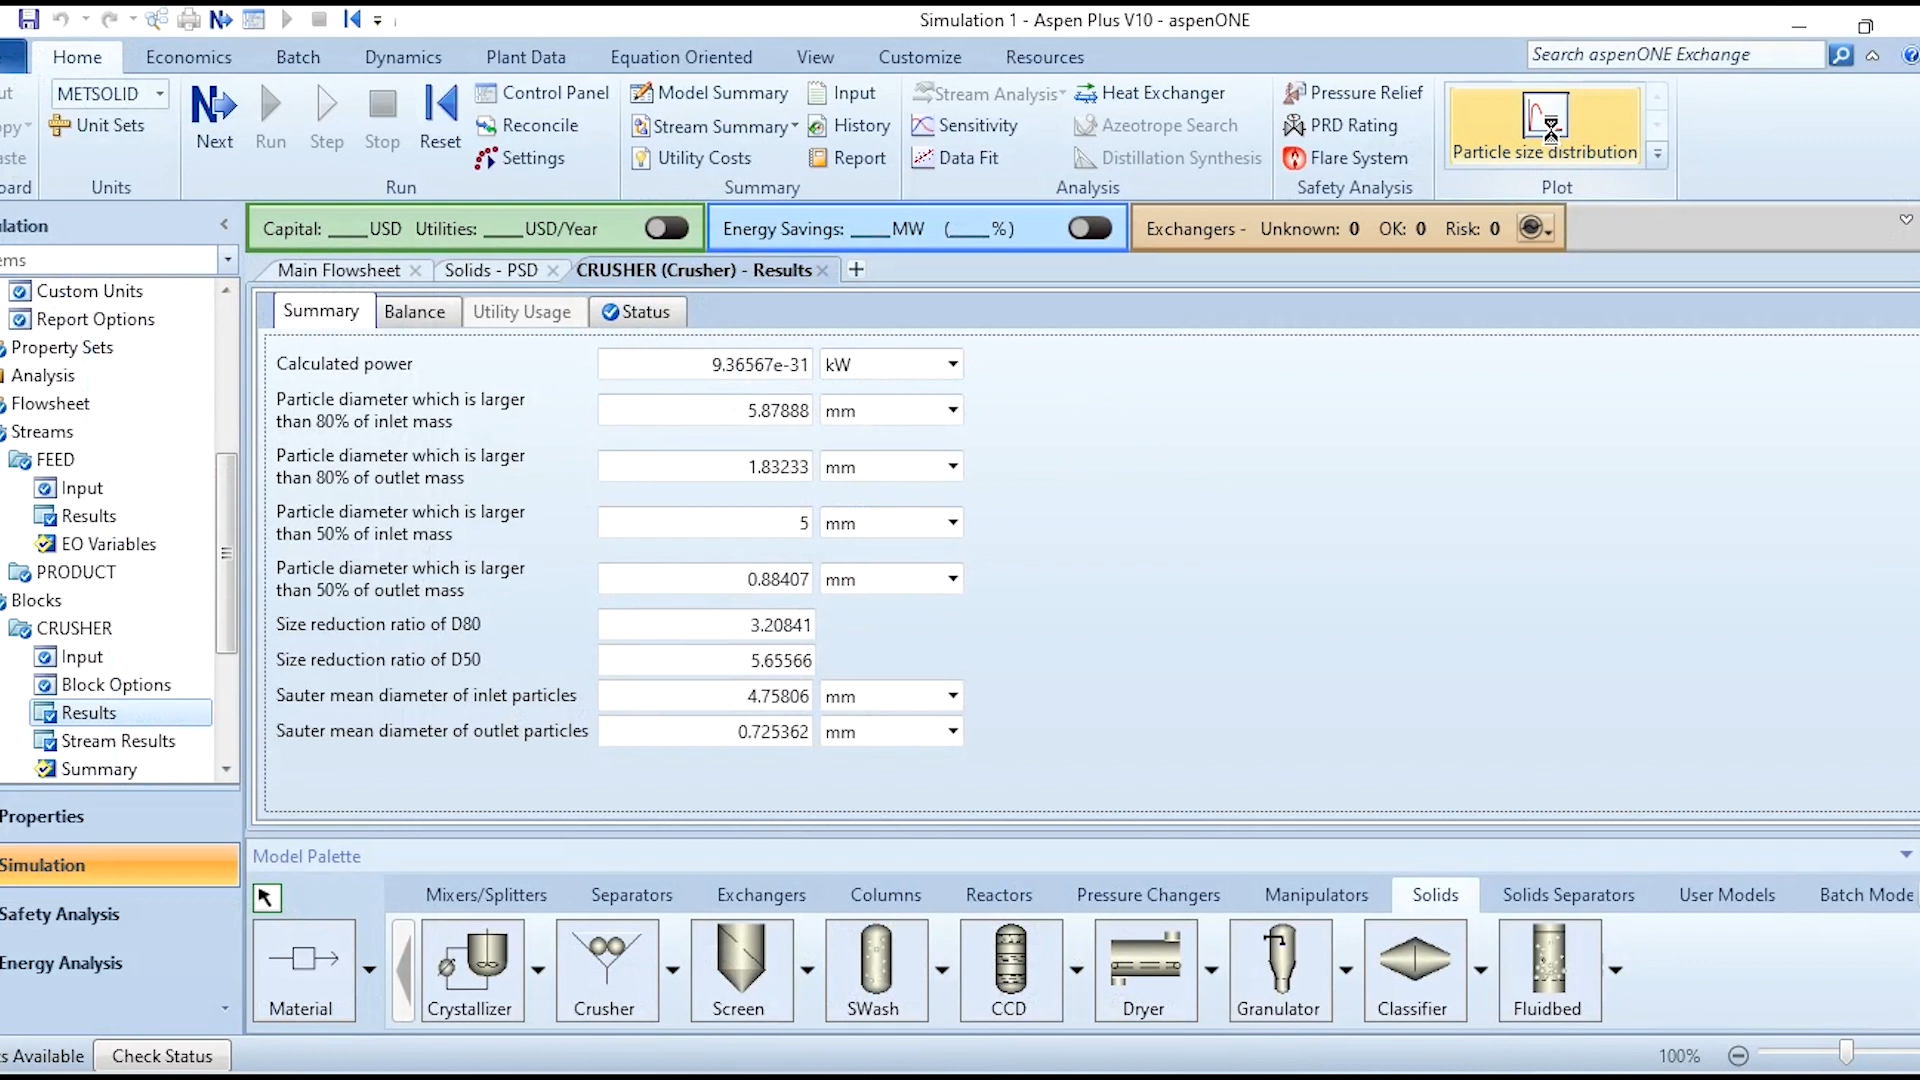 Simulation 1 - Aspen Plus V10 - aspenONE
Home Economics Batch Dynamics Plant Data Equation Oriented View Customize Resources Search aspenONE Exchange
METSOLID
Unit Sets
Units
Next Run Step Stop Reset
Control Panel
Reconcile
Settings
Run
Model Summary Input
Stream Summary History
Utility Costs Report
Summary
Stream Analysis Heat Exchanger
Sensitivity Azeotrope Search
Data Fit Distillation Synthesis
Analysis
Pressure Relief
PRD Rating
Flare System
Safety Analysis
Particle size distribution
Plot
Capital: ____USD Utilities: ____USD/Year
Energy Savings: ____MW (____%)
Exchangers - Unknown: 0 OK: 0 Risk: 0
Main Flowsheet Solids - PSD CRUSHER (Crusher) - Results
Custom Units
Report Options
Property Sets
Analysis
Flowsheet
Streams
FEED
Input
Results
EO Variables
PRODUCT
Blocks
CRUSHER
Input
Block Options
Results
Stream Results
Summary
Properties
Simulation
Safety Analysis
Energy Analysis
Summary Balance Utility Usage Status
Calculated power 9.36567e-31 kW
Particle diameter which is larger
than 80% of inlet mass 5.87888 mm
Particle diameter which is larger
than 80% of outlet mass 1.83233 mm
Particle diameter which is larger
than 50% of inlet mass 5 mm
Particle diameter which is larger
than 50% of outlet mass 0.88407 mm
Size reduction ratio of D80 3.20841
Size reduction ratio of D50 5.65566
Sauter mean diameter of inlet particles 4.75806 mm
Sauter mean diameter of outlet particles 0.725362 mm
Model Palette
Mixers/Splitters Separators Exchangers Columns Reactors Pressure Changers Manipulators Solids Solids Separators User Models Batch Mode
Material Crystallizer Crusher Screen SWash CCD Dryer Granulator Classifier Fluidbed
s Available Check Status 100%